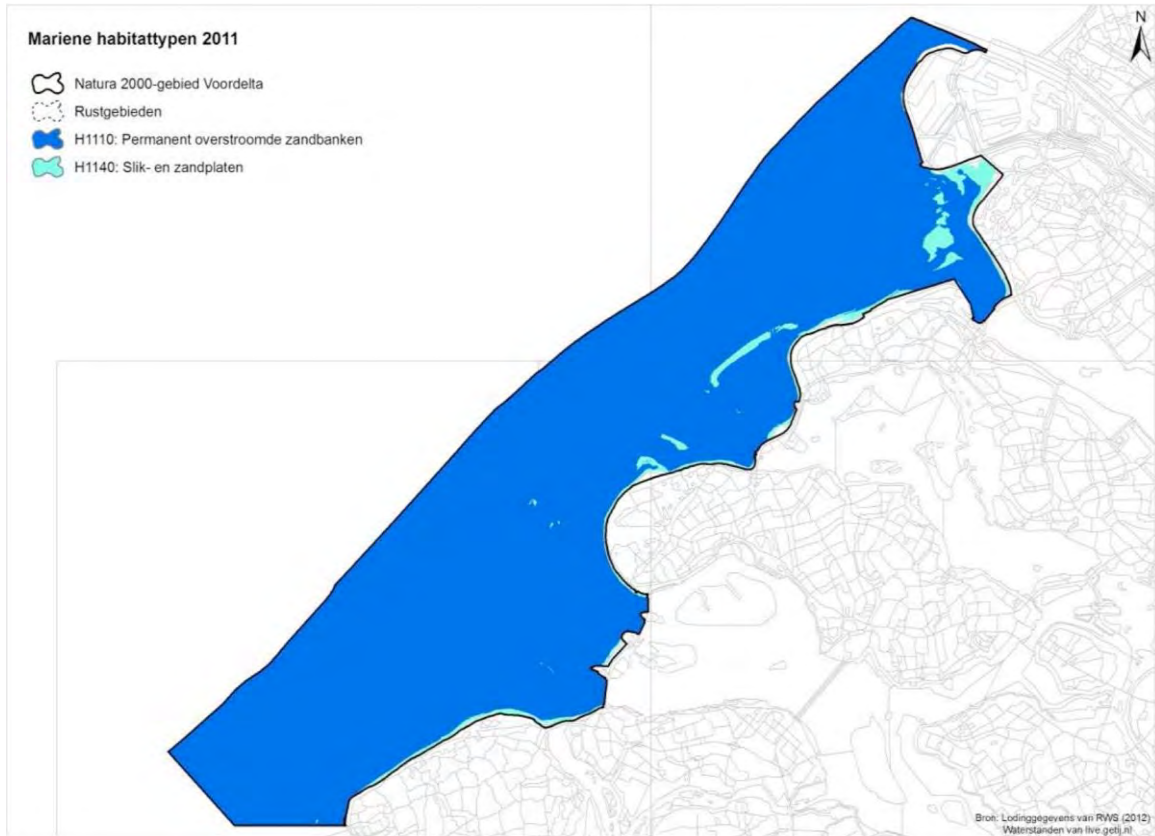 Mariene habitattypen 2011
N
Natura 2000-gebied Voordelta
Rustgebieden
H1110: Permanent overstroomde zandbanken
H1140: Slik- en zandplaten
Bron: Lodinggegevens van RWS (2012)
Waterstanden van live.getij.nl